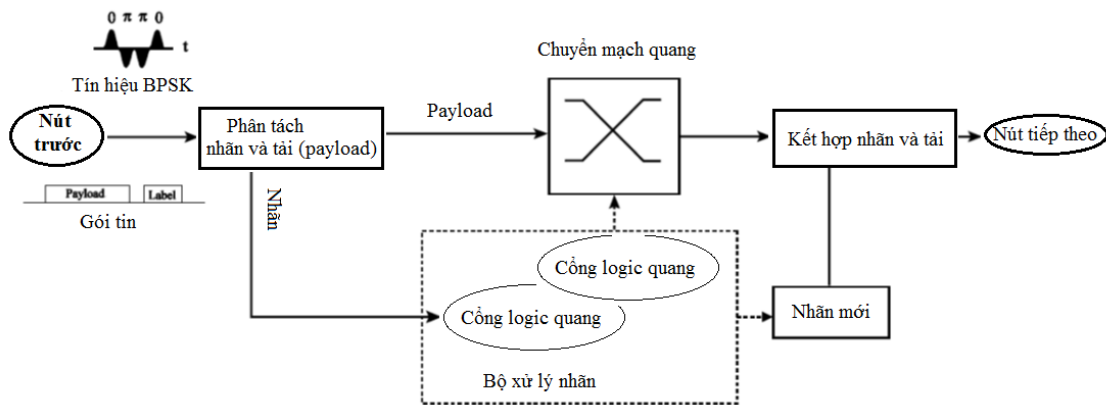 0 π π 0
t
Tín hiệu BPSK
Chuyển mạch quang
Nút
trước
Phân tách
nhãn và tải (payload)
Payload
Kết hợp nhãn và tải
Nút tiếp theo
Payload
Label
Gói tin
Nhãn
Cổng logic quang
Cổng logic quang
Nhãn mới
Bộ xử lý nhãn